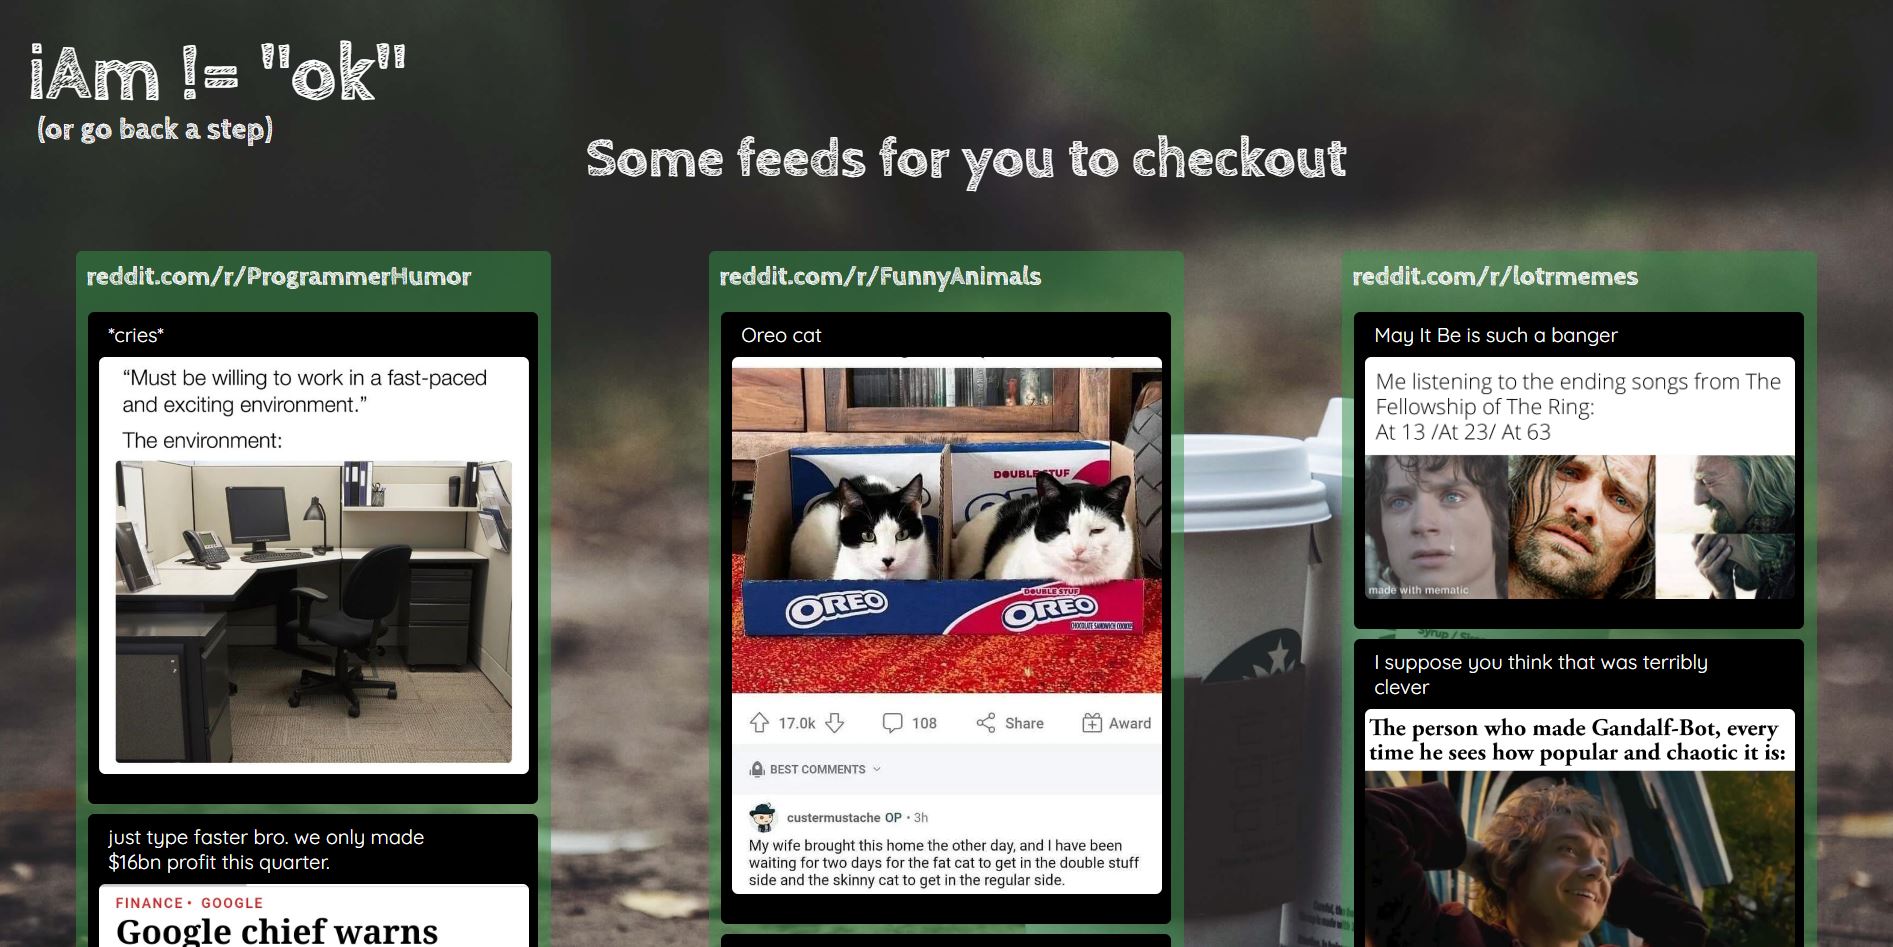 iAm != "ok"
(or go back a step)
Some feeds for you to checkout
reddit.com/r/ProgrammerHumor
*cries*
“Must be willing to work in a fast-paced
and exciting environment.”
The environment:
just type faster bro. we only made
$16bn profit this quarter.
FINANCE • GOOGLE
Google chief warns
reddit.com/r/FunnyAnimals
Oreo cat
DOUBLE STUF
OREO
DOUBLE STUF
OREO
CHOCOLATE SANDWICH COOKIES
17.0k
108
Share
Award
BEST COMMENTS
custermustache OP • 3h
My wife brought this home the other day, and I have been
waiting for two days for the fat cat to get in the double stuff
side and the skinny cat to get in the regular side.
reddit.com/r/lotrmemes
May It Be is such a banger
Me listening to the ending songs from The
Fellowship of The Ring:
At 13 /At 23/ At 63
made with mematic
I suppose you think that was terribly
clever
The person who made Gandalf-Bot, every
time he sees how popular and chaotic it is: